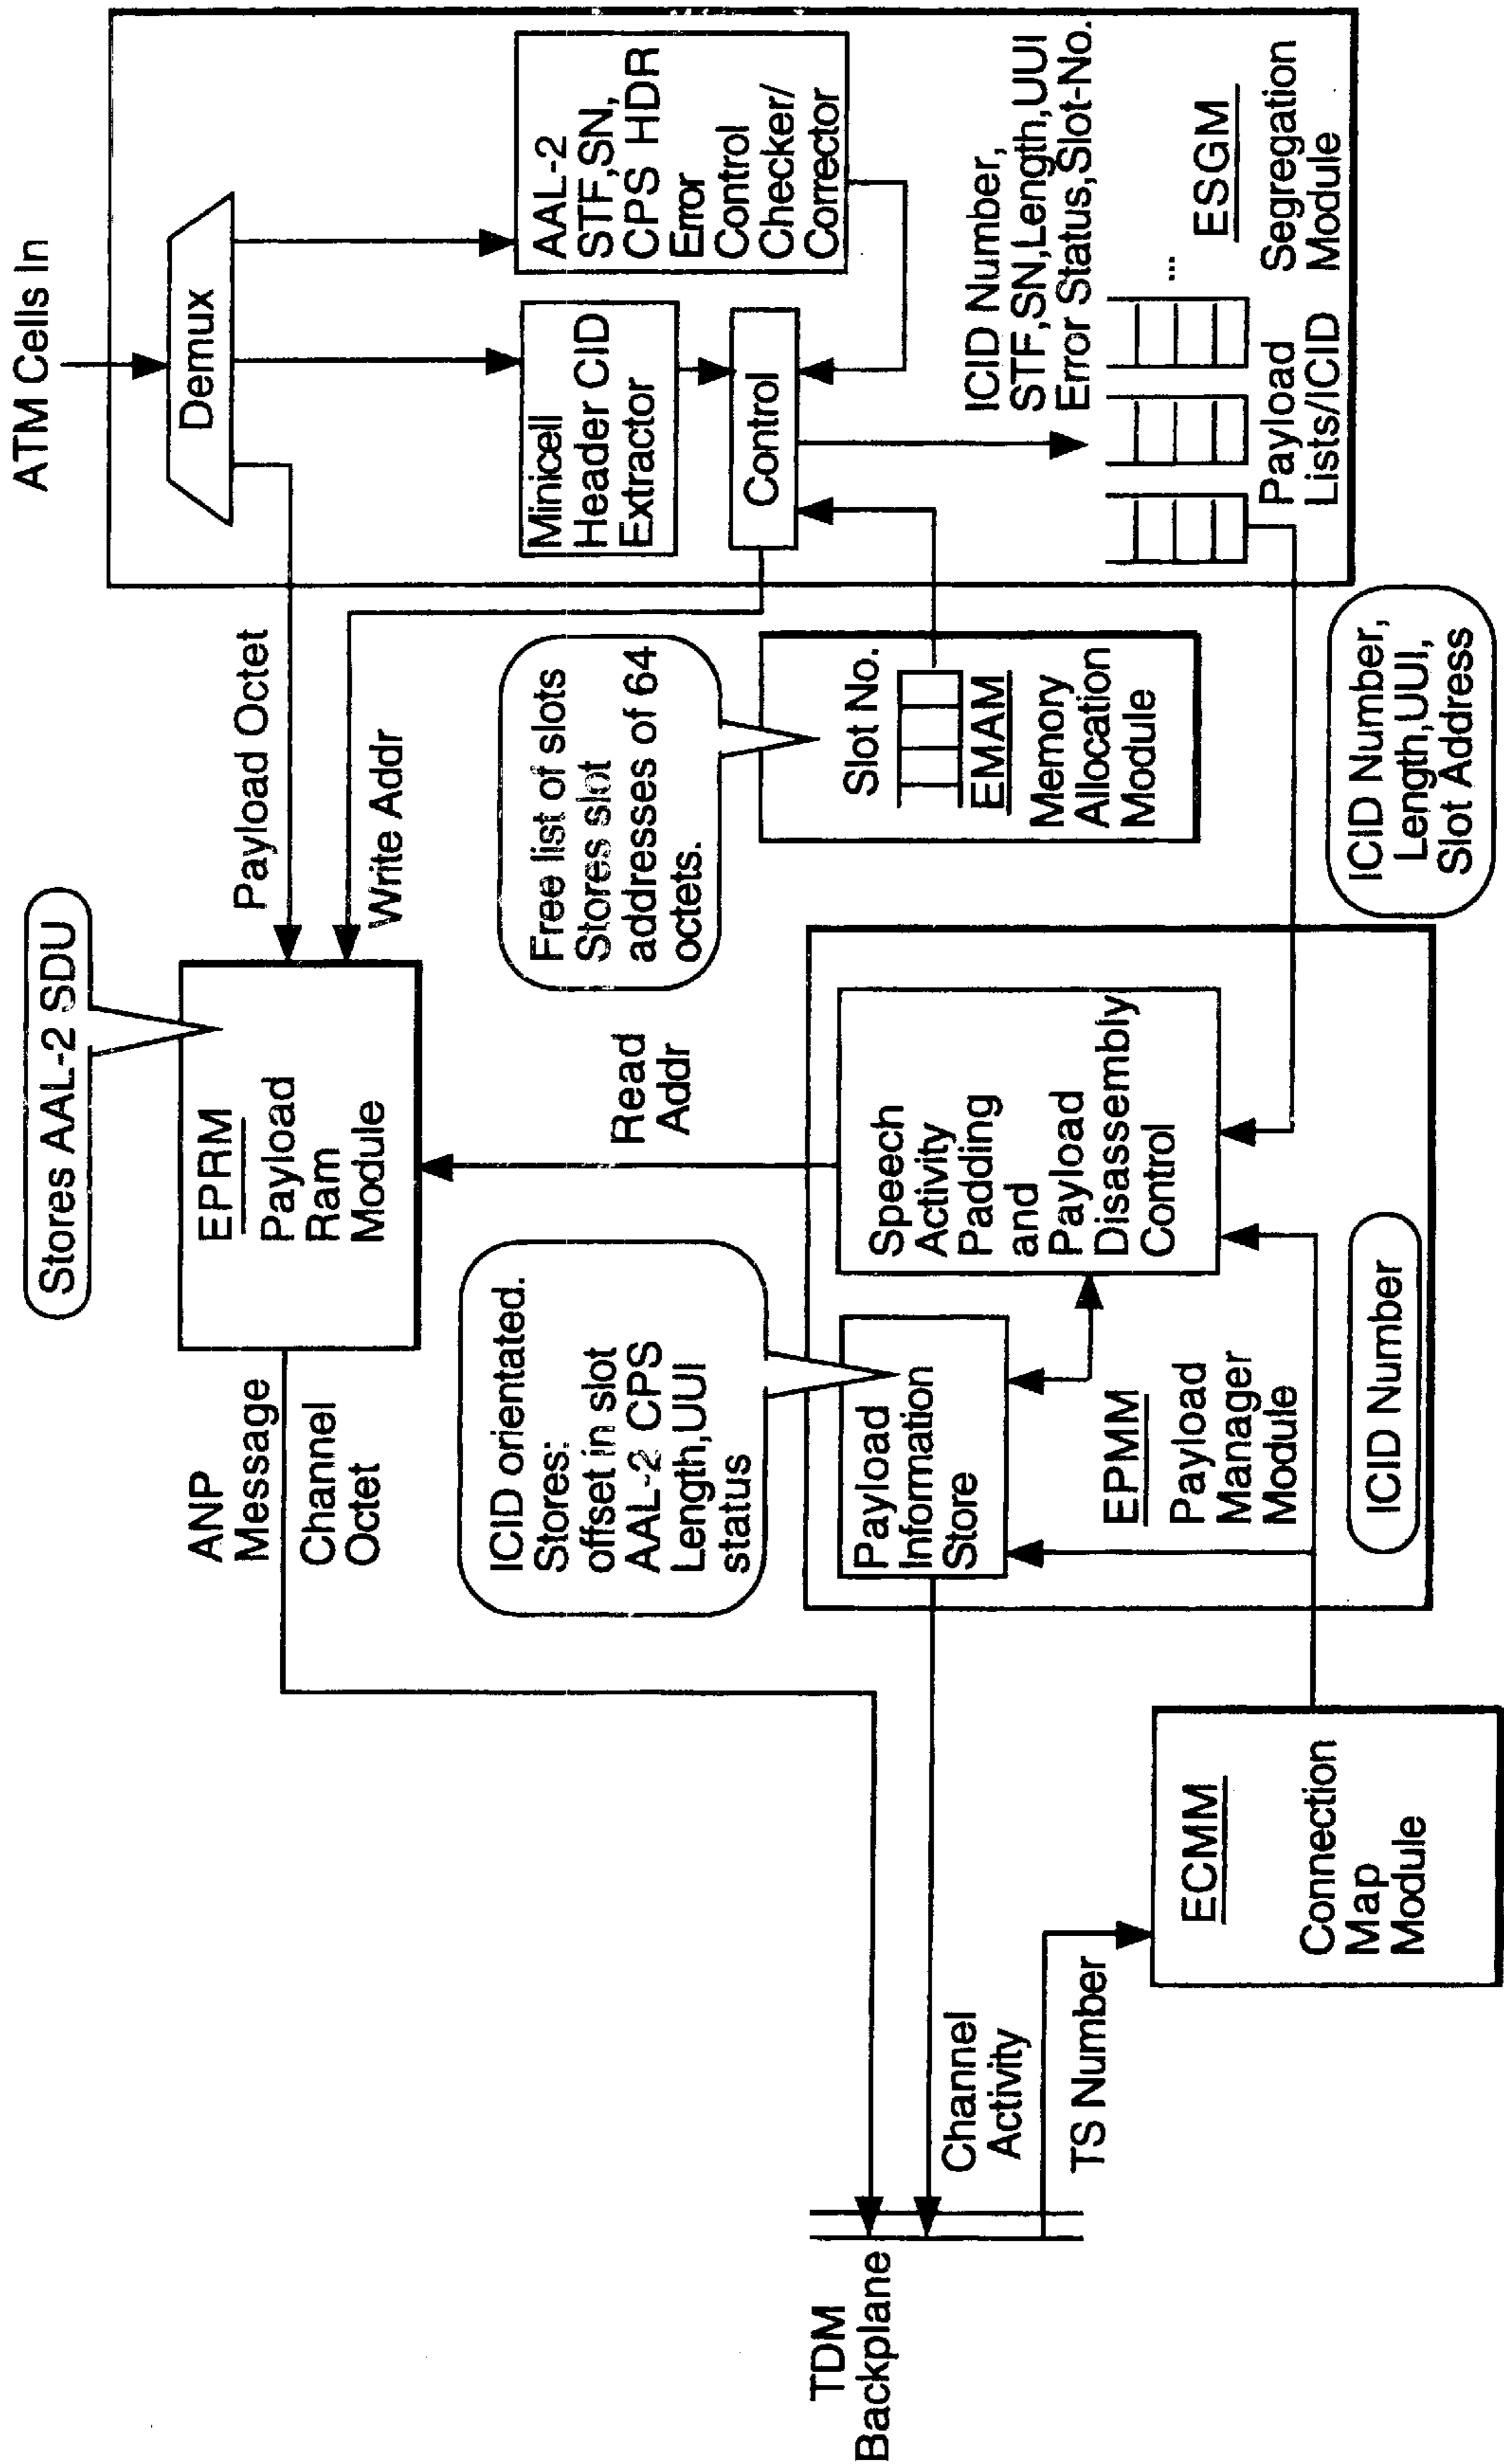 ATM Cells In
Demux
AAL-2
STF,SN,
CPS HDR
Error
Control
Checker/
Corrector
Minicell
Header CID
Extractor
Control
ICID Number,
STF,SN,Length,UUI
Error Status,Slot-No.
...
Payload
Lists/ICID
ESGM
Segregation
Module
Payload Octet
Write Addr
Free list of slots
Stores slot
addresses of 64
octets.
Slot No.
EMAM
Memory
Allocation
Module
ICID Number,
Length,UUI,
Slot Address
Stores AAL-2 SDU
EPRM
Payload
Ram
Module
Read
Addr
Speech
Activity
Padding
and
Payload
Disassembly
Control
ICID orientated.
Stores:
offset in slot
AAL-2 CPS
Length,UUI
status
Payload
Information
Store
EPMM
Payload
Manager
Module
ICID Number
ANP
Message
Channel
Octet
ECMM
Connection
Map
Module
Channel
Activity
TS Number
TDM
Backplane